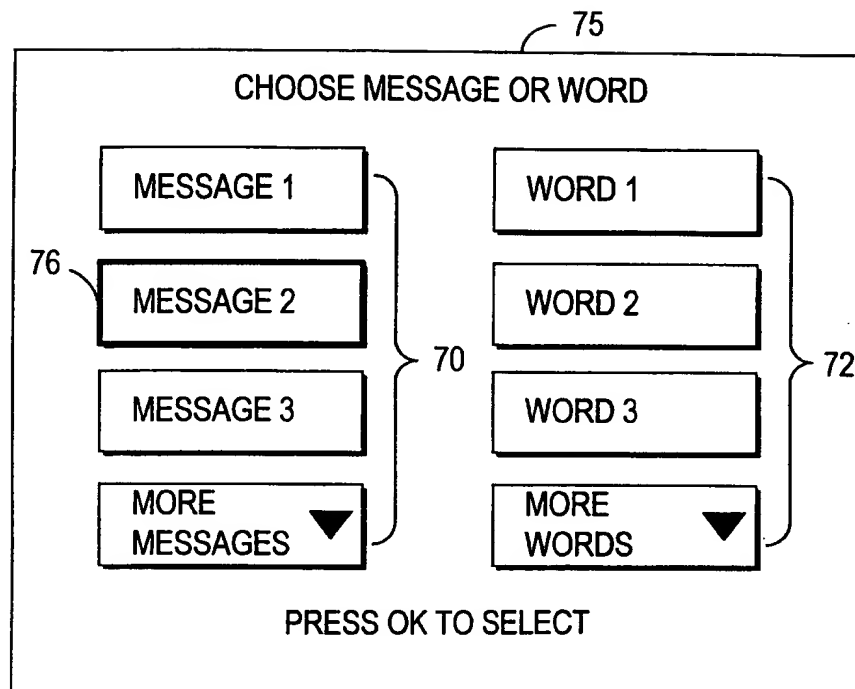 75
CHOOSE MESSAGE OR WORD
MESSAGE 1
WORD 1
76
MESSAGE 2
WORD 2
70
72
MESSAGE 3
WORD 3
MORE
MESSAGES
MORE
WORDS
PRESS OK TO SELECT